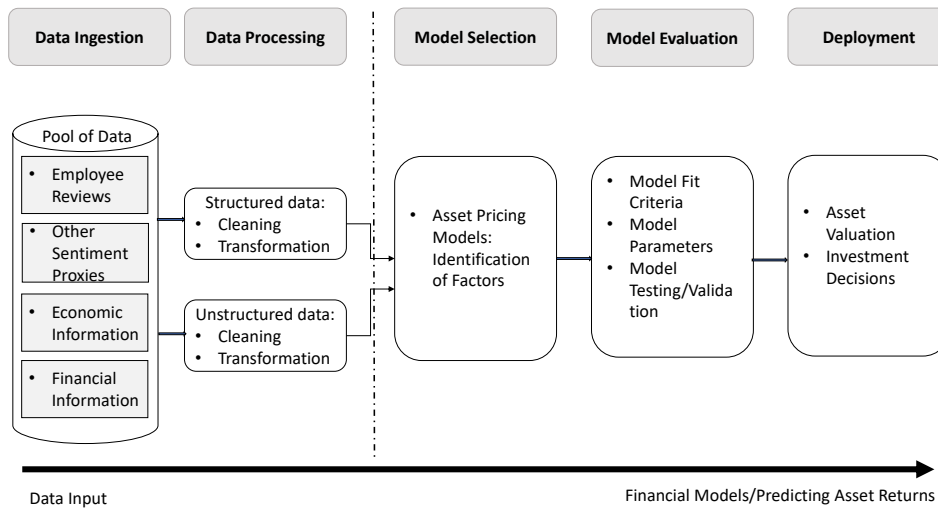 Data Ingestion
Data Processing
Model Selection
Model Evaluation
Deployment
Pool of Data
• Employee
Reviews
• Other
Sentiment
Proxies
• Economic
Information
• Financial
Information
Structured data:
• Cleaning
• Transformation
Unstructured data:
• Cleaning
• Transformation
• Asset Pricing
Models:
Identification
of Factors
• Model Fit
Criteria
• Model
Parameters
• Model
Testing/Valida
tion
• Asset
Valuation
• Investment
Decisions
Data Input
Financial Models/Predicting Asset Returns